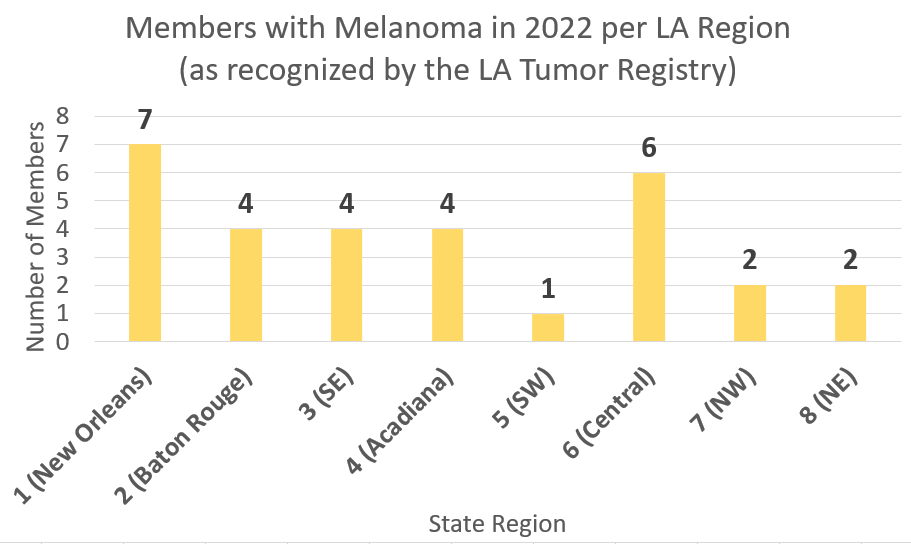 Members with Melanoma in 2022 per LA Region
(as recognized by the LA Tumor Registry)
Number of Members
8
7
6
5
4
3
2
1
0
7
4
4
4
1
6
2
2
1 (New Orleans)
2 (Baton Rouge)
3 (SE)
4 (Acadiana)
5 (SW)
6 (Central)
7 (NW)
8 (NE)
State Region